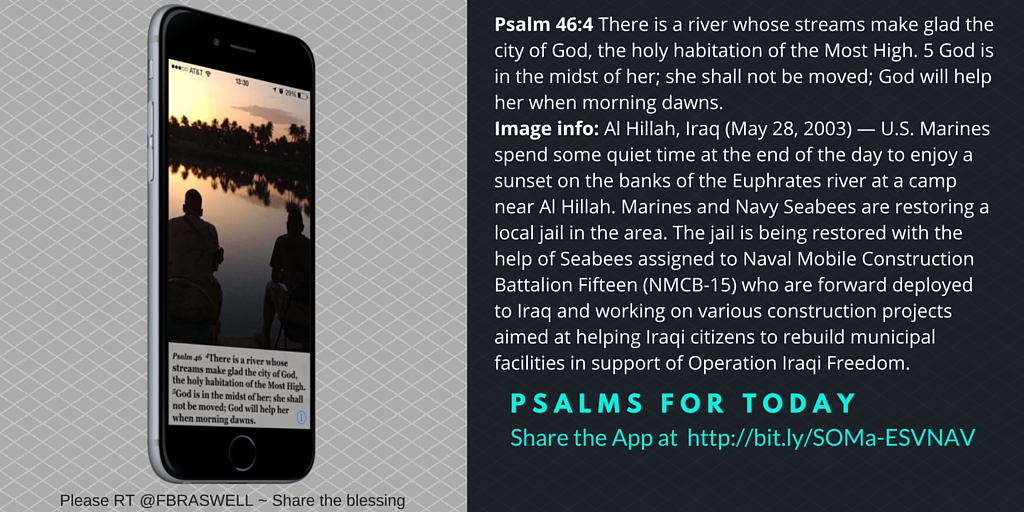 ●●●○○ AT&T
13:30
29%
Psalm 46 ⁴There is a river whose
streams make glad the city of God,
the holy habitation of the Most High.
⁵God is in the midst of her; she shall
not be moved; God will help her
when morning dawns.
Please RT @FBRASWELL ~ Share the blessing
Psalm 46:4 There is a river whose streams make glad the
city of God, the holy habitation of the Most High. 5 God is
in the midst of her; she shall not be moved; God will help
her when morning dawns.
Image info: Al Hillah, Iraq (May 28, 2003) — U.S. Marines
spend some quiet time at the end of the day to enjoy a
sunset on the banks of the Euphrates river at a camp
near Al Hillah. Marines and Navy Seabees are restoring a
local jail in the area. The jail is being restored with the
help of Seabees assigned to Naval Mobile Construction
Battalion Fifteen (NMCB-15) who are forward deployed
to Iraq and working on various construction projects
aimed at helping Iraqi citizens to rebuild municipal
facilities in support of Operation Iraqi Freedom.
PSALMS FOR TODAY
Share the App at http://bit.ly/SOMa-ESVNAV